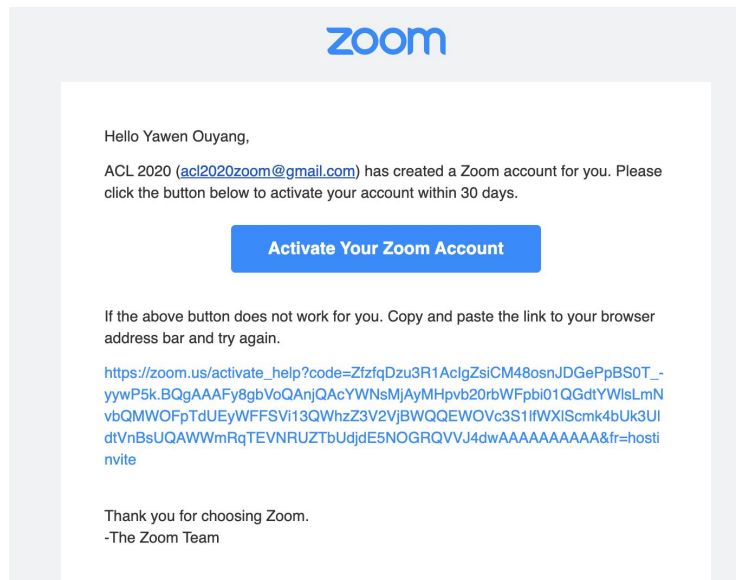 zoom
Hello Yawen Ouyang,
ACL 2020 (acl2020zoom@gmail.com) has created a Zoom account for you. Please
click the button below to activate your account within 30 days.
Activate Your Zoom Account
If the above button does not work for you. Copy and paste the link to your browser
address bar and try again.
https://zoom.us/activate_help?code=ZfzfqDzu3R1AcIgZsiCM48osnJDGePpBS0T_-
yywP5k.BQgAAAFy8gbVoQAnjQAcYWNsMjAyMHpvb20rbWFpbi01QGdtYWlsLmN
vbQMWOFpTdUEyWFFSVi13QWhzZ3V2VjBWQQEWOVc3S1lfWXlScmk4bUk3Ul
dtVnBsUQAWWmRqTEVNRUZTbUdjdE5NOGRQVVJ4dwAAAAAAAAAA&fr=hosti
nvite
Thank you for choosing Zoom.
-The Zoom Team